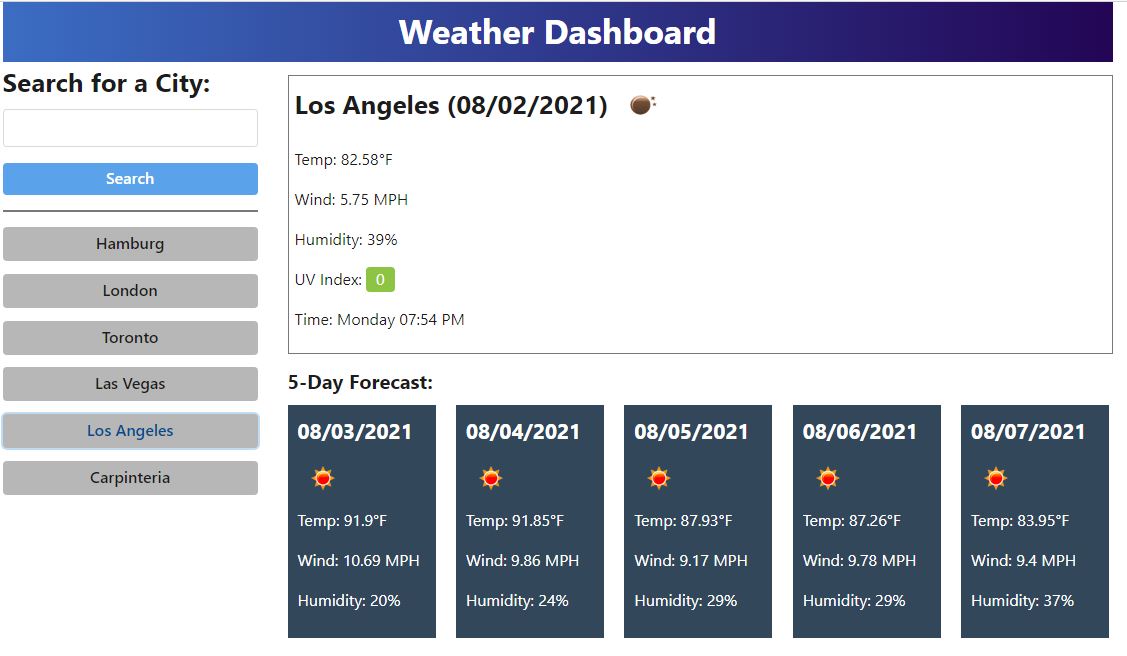 Weather Dashboard
Search for a City:
Search
Hamburg
London
Toronto
Las Vegas
Los Angeles
Carpinteria
Los Angeles (08/02/2021)
Temp: 82.58°F
Wind: 5.75 MPH
Humidity: 39%
UV Index: 0
Time: Monday 07:54 PM
5-Day Forecast:
08/03/2021
Temp: 91.9°F
Wind: 10.69 MPH
Humidity: 20%
08/04/2021
Temp: 91.85°F
Wind: 9.86 MPH
Humidity: 24%
08/05/2021
Temp: 87.93°F
Wind: 9.17 MPH
Humidity: 29%
08/06/2021
Temp: 87.26°F
Wind: 9.78 MPH
Humidity: 29%
08/07/2021
Temp: 83.95°F
Wind: 9.4 MPH
Humidity: 37%